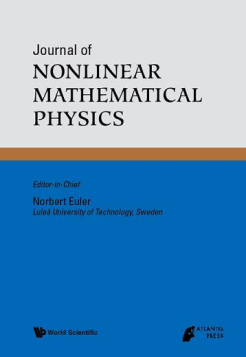 Journal of
NONLINEAR
MATHEMATICAL
PHYSICS
Editor-in-Chief
Norbert Euler
Luleå University of Technology, Sweden
World Scientific
ATLANTIS
PRESS